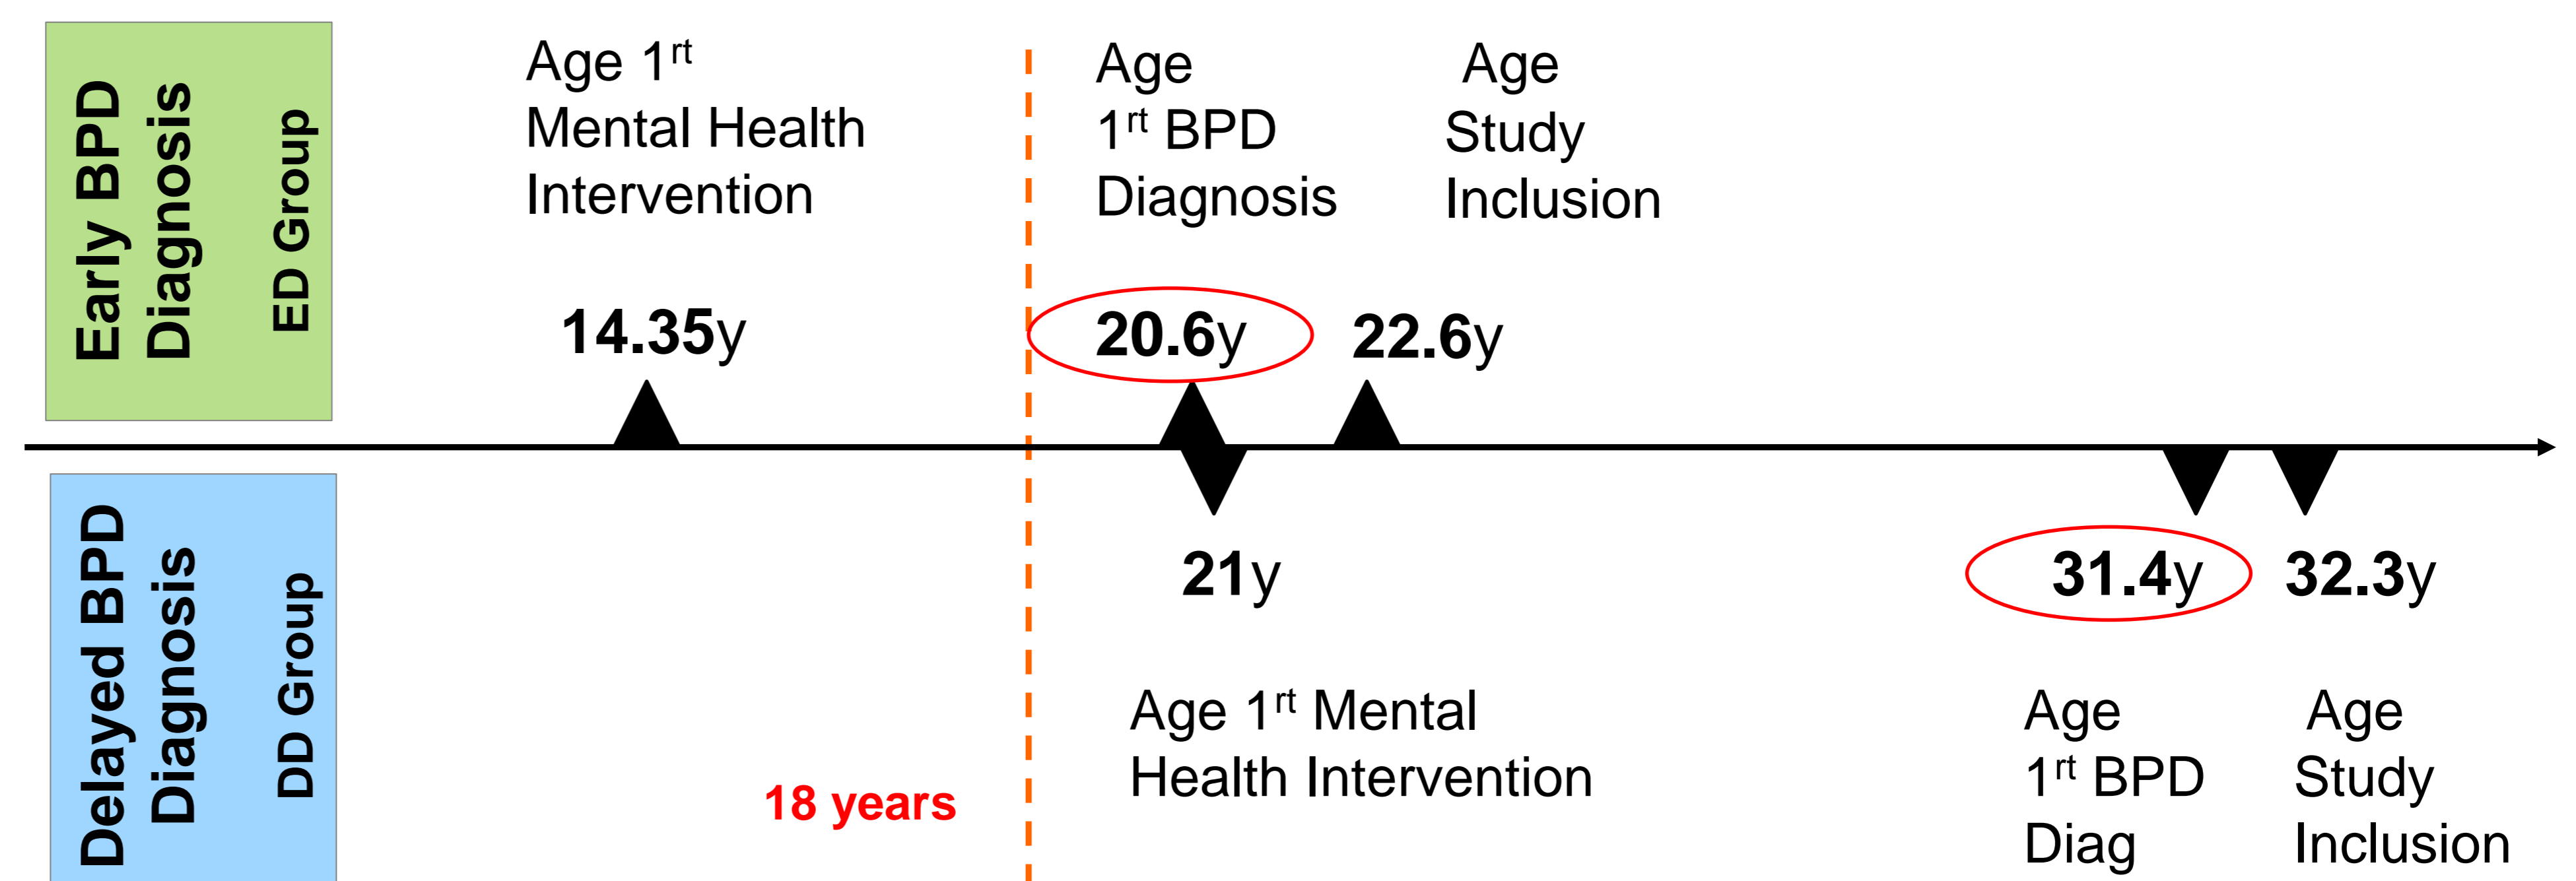 Early BPD
Diagnosis
ED Group
Age 1rt
Mental Health
Intervention
14.35y
Age
1rt BPD
Diagnosis
20.6y
Age
Study
Inclusion
22.6y
Delayed BPD
Diagnosis
DD Group
18 years
21y
Age 1rt Mental
Health Intervention
31.4y
Age
1rt BPD
Diag
32.3y
Age
Study
Inclusion